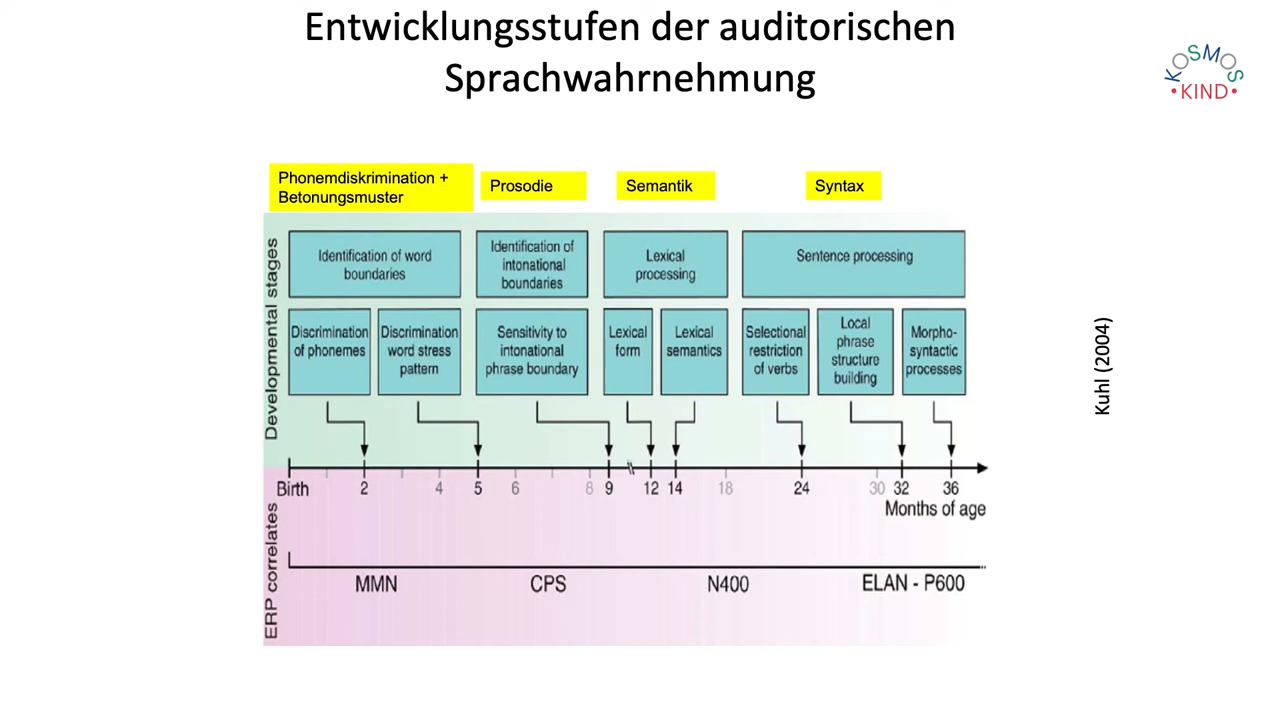 Entwicklungsstufen der auditorischen
Sprachwahrnehmung
KOSMOS
•KIND•
Phonemdiskrimination +
Betonungsmuster
Prosodie
Semantik
Syntax
Developmental stages
Identification of word
boundaries
Identification of
intonational
boundaries
Lexical
processing
Sentence processing
Discrimination
of phonemes
Discrimination
word stress
pattern
Sensitivity to
intonational
phrase boundary
Lexical
form
Lexical
semantics
Selectional
restriction
of verbs
Local
phrase
structure
building
Morpho-
syntactic
processes
Kuhl (2004)
Birth 2 4 5 6 8 9 12 14 18 24 30 32 36
Months of age
ERP correlates
MMN CPS N400 ELAN - P600